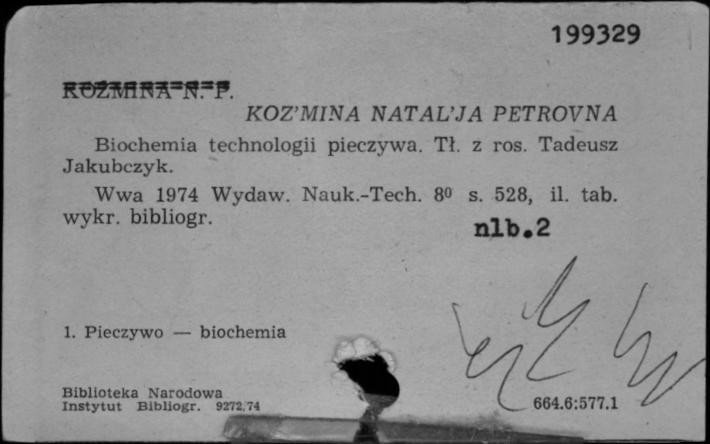 199329
KOZMINA N. P.
KOZ'MINA NATAL'JA PETROVNA
Biochemia technologii pieczywa. Tł. z ros. Tadeusz
Jakubczyk.
Wwa 1974 Wydaw. Nauk.-Tech. 8⁰ s. 528, il. tab.
wykr. bibliogr.
nlb.2
1. Pieczywo — biochemia
Biblioteka Narodowa
Instytut Bibliogr. 9272/74
664.6:577.1